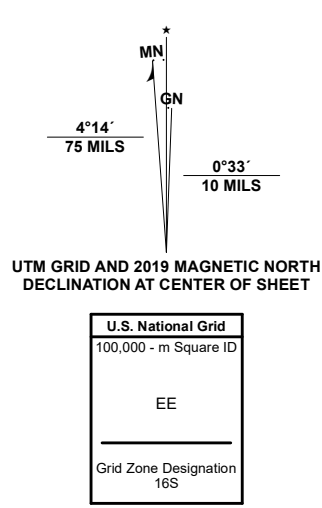 ★
MN
GN
4°14´
75 MILS
0°33´
10 MILS
UTM GRID AND 2019 MAGNETIC NORTH
DECLINATION AT CENTER OF SHEET
U.S. National Grid
100,000 - m Square ID
EE
Grid Zone Designation
16S